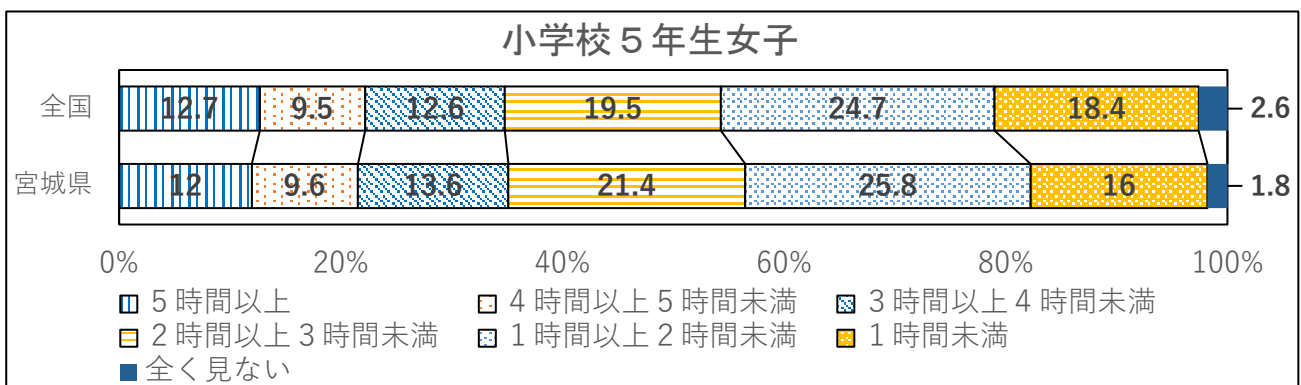 小学校５年生女子
全国 12.7 9.5 12.6 19.5 24.7 18.4 2.6
宮城県 12 9.6 13.6 21.4 25.8 16 1.8
0% 20% 40% 60% 80% 100%
５時間以上 ４時間以上５時間未満 ３時間以上４時間未満
２時間以上３時間未満 １時間以上２時間未満 １時間未満
全く見ない